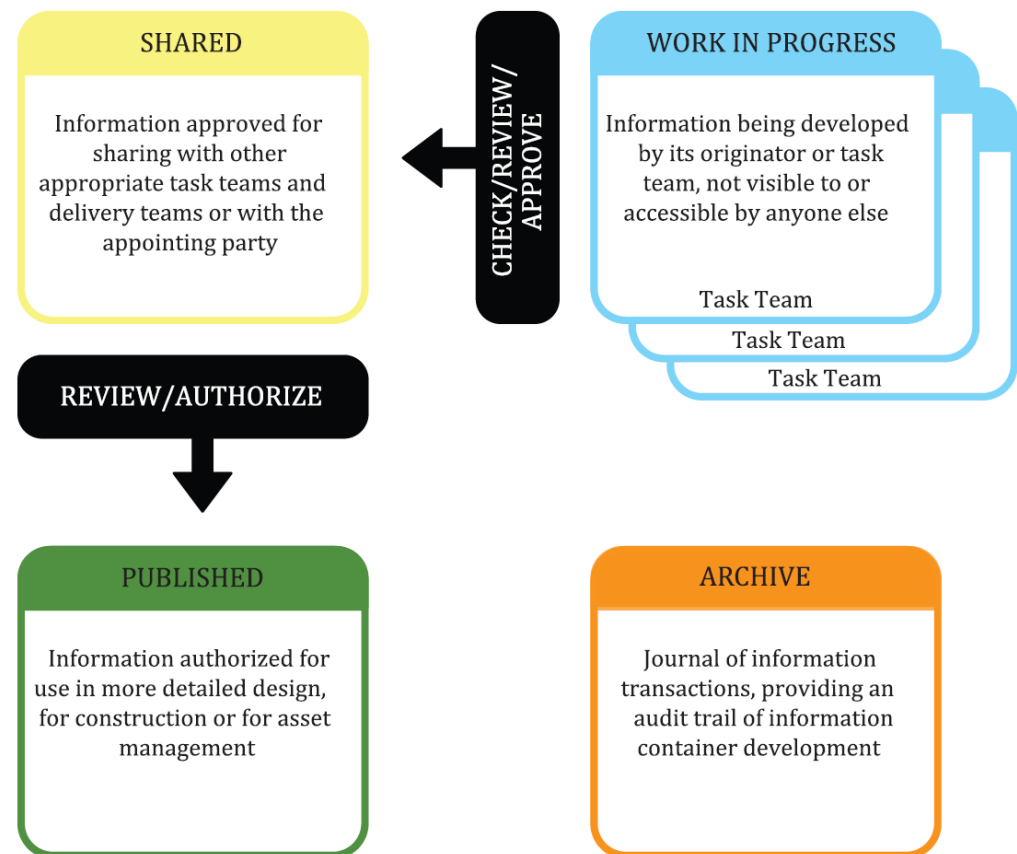 SHARED
Information approved for
sharing with other
appropriate task teams and
delivery teams or with the
appointing party
CHECK/REVIEW/
APPROVE
WORK IN PROGRESS
Information being developed
by its originator or task
team, not visible to or
accessible by anyone else
Task Team
Task Team
Task Team
REVIEW/AUTHORIZE
PUBLISHED
Information authorized for
use in more detailed design,
for construction or for asset
management
ARCHIVE
Journal of information
transactions, providing an
audit trail of information
container development